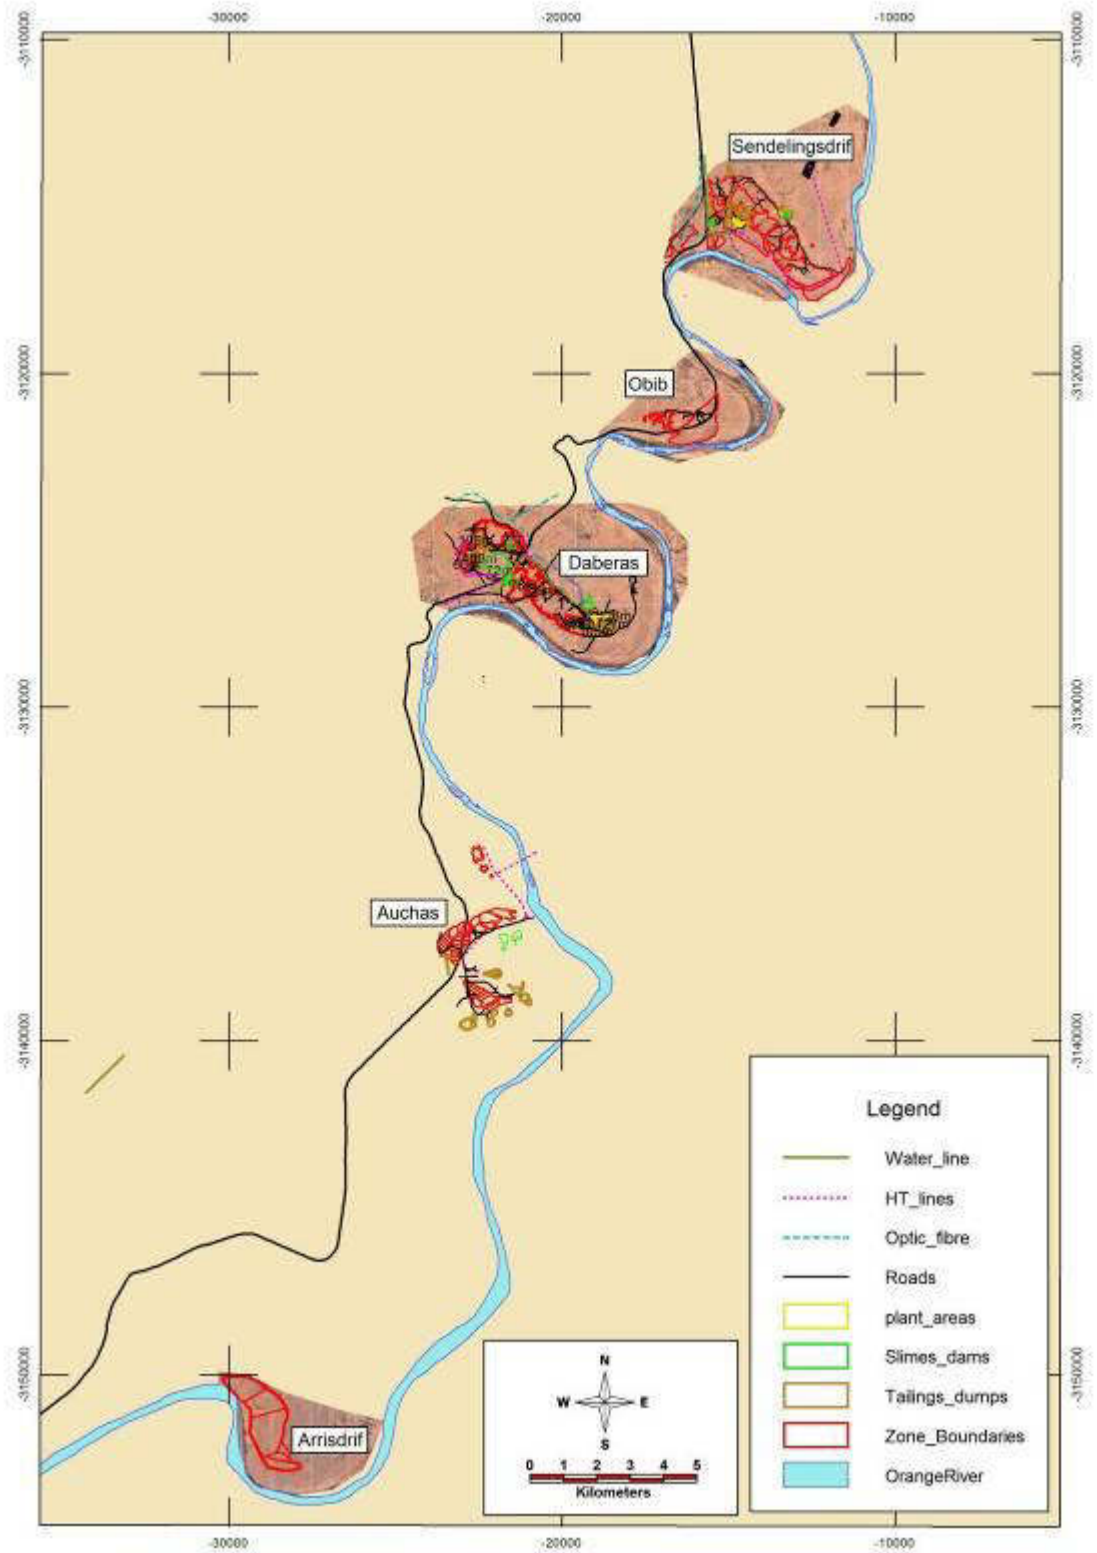 -30000
-20000
-10000
-3110000
-3110000
Sendelingsdrif
-3120000
-3120000
Obib
Daberas
-3130000
-3130000
Auchas
-3140000
-3140000
Legend
Water_line
HT_lines
Optic_fibre
Roads
plant_areas
Slimes_dams
Tailings_dumps
Zone_Boundaries
OrangeRiver
-3150000
-3150000
N
W
E
S
0 1 2 3 4 5
Kilometers
Arrisdrif
-30000
-20000
-10000